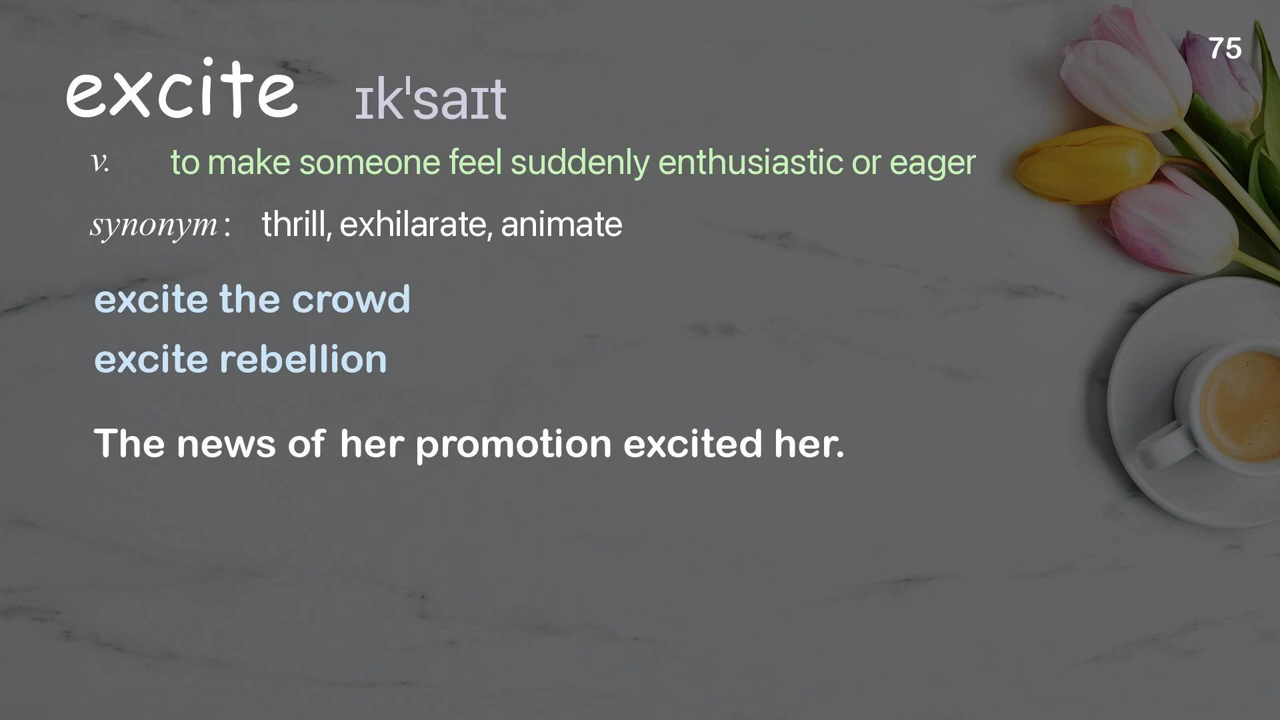 75
excite ɪkˈsaɪt
v. to make someone feel suddenly enthusiastic or eager
synonym: thrill, exhilarate, animate
excite the crowd
excite rebellion
The news of her promotion excited her.